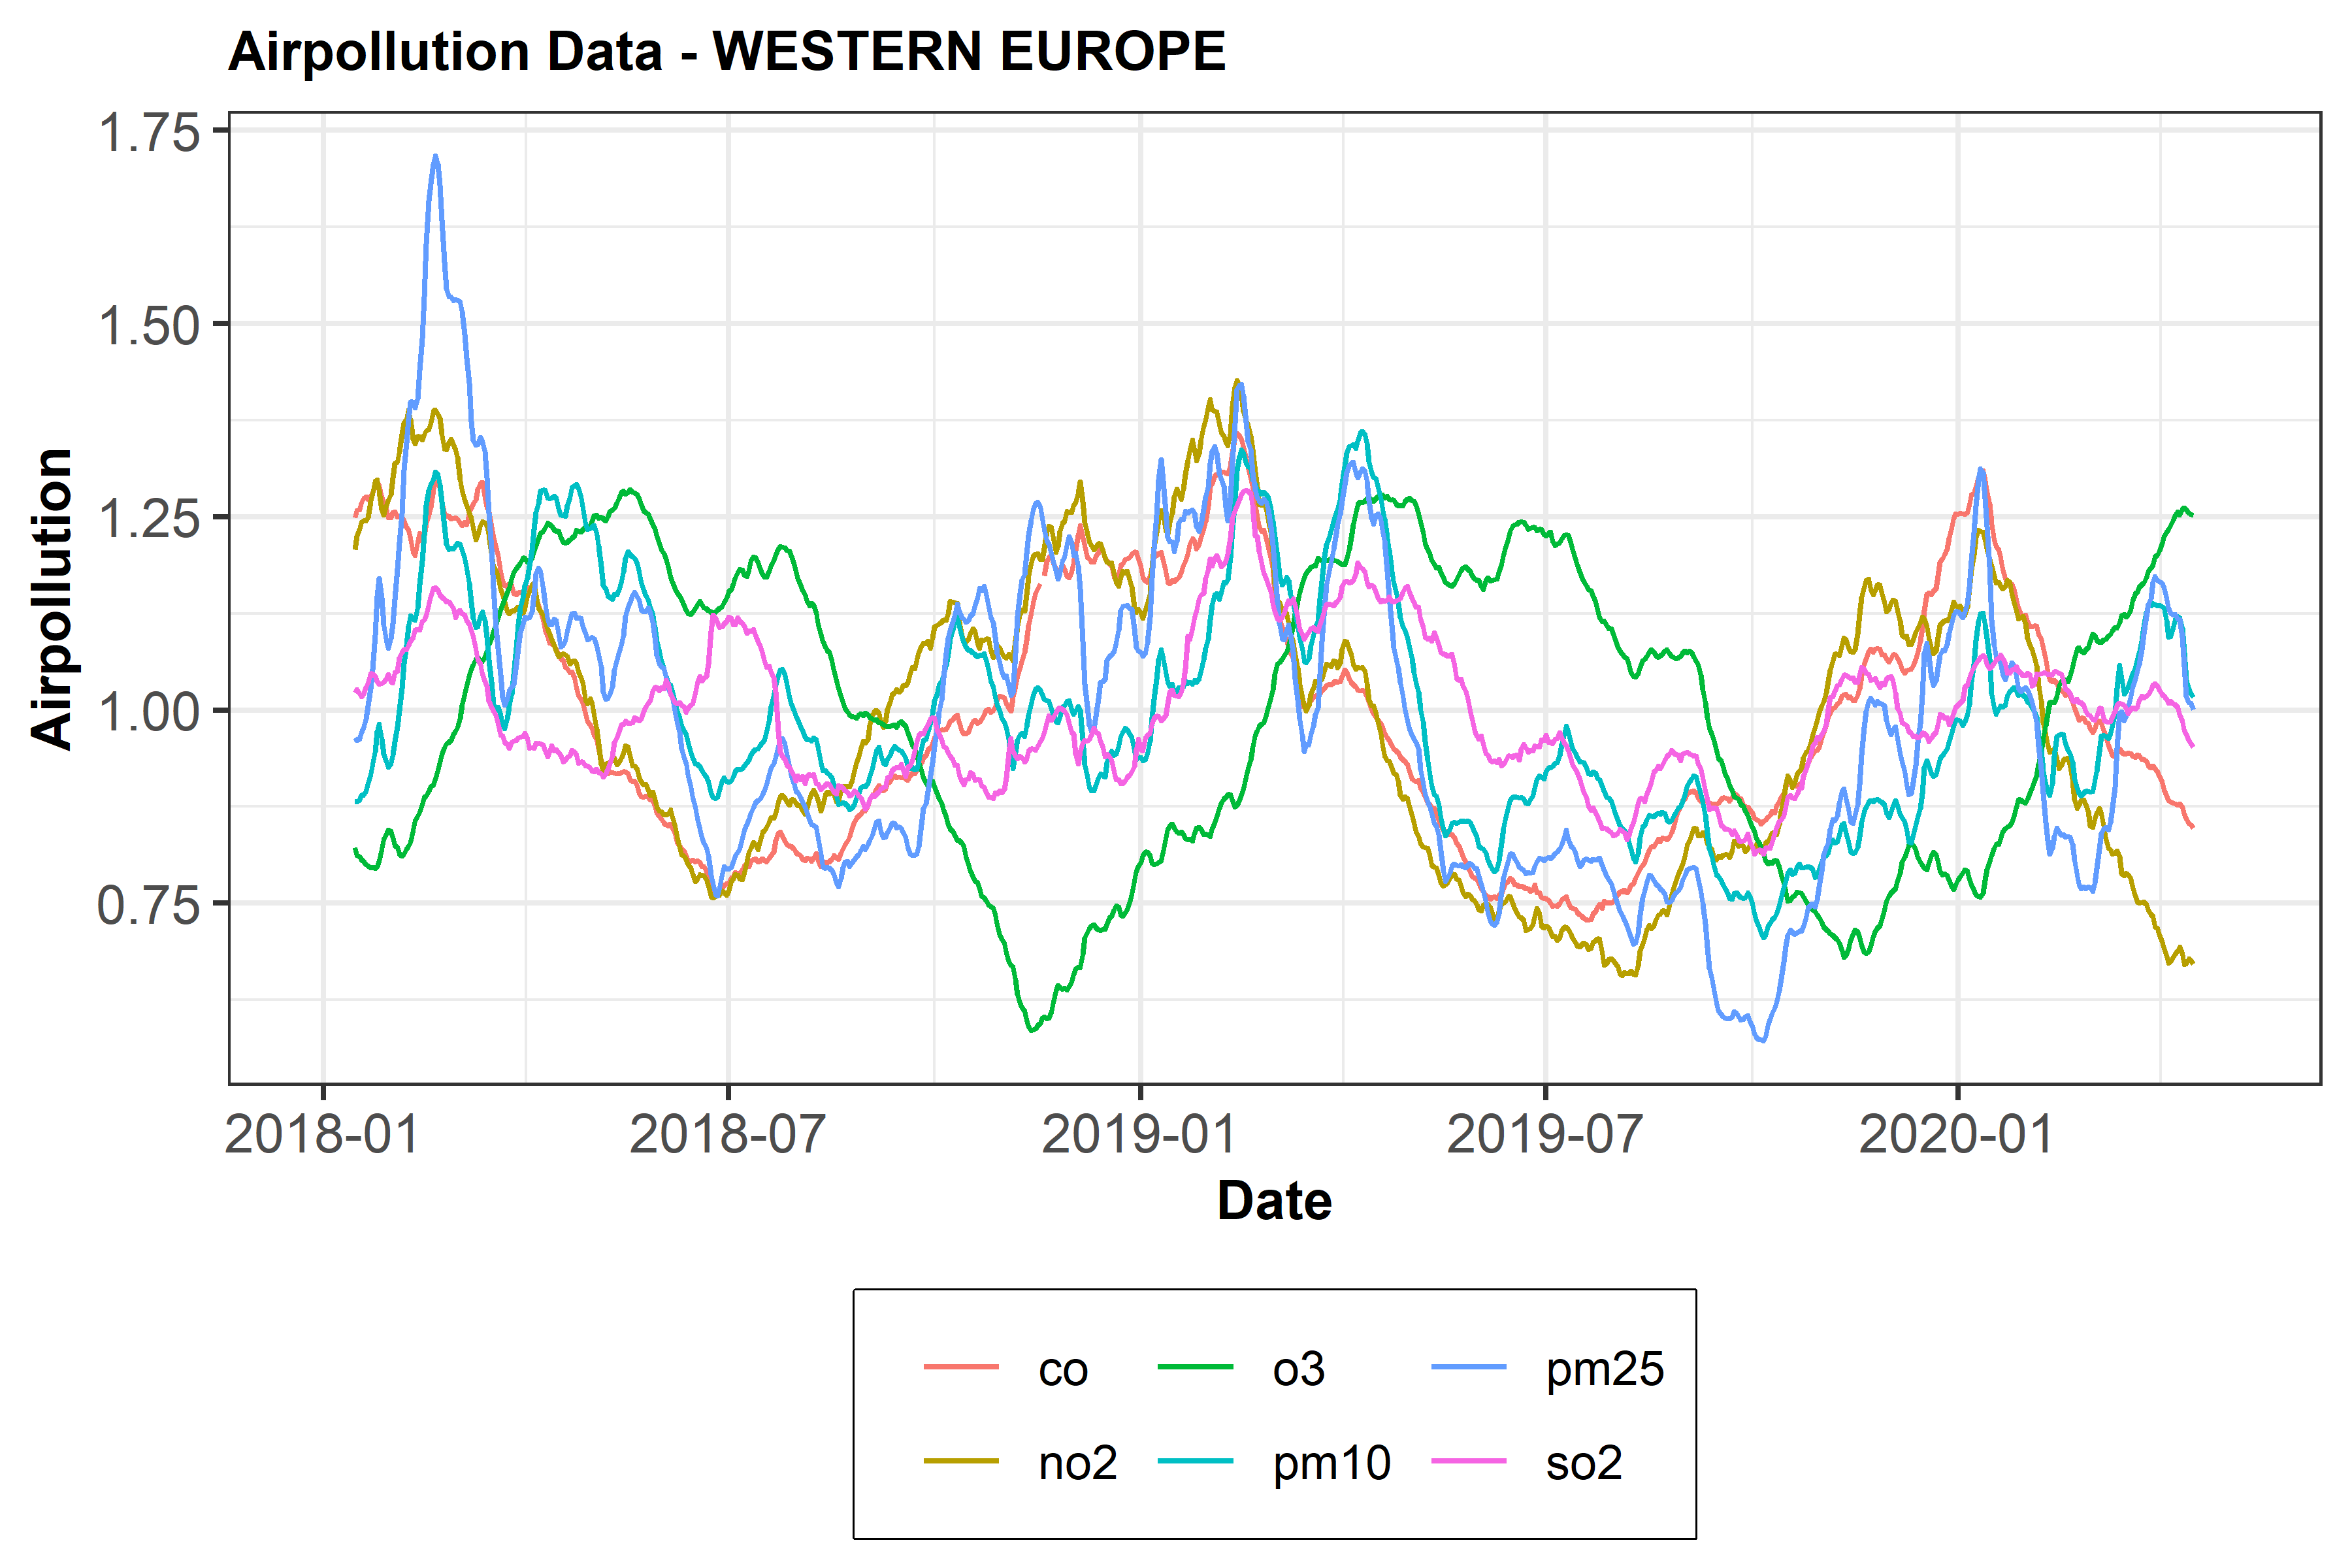 Airpollution Data - WESTERN EUROPE
Airpollution
1.75
1.50
1.25
1.00
0.75
2018-01 2018-07 2019-01 2019-07 2020-01
Date
co o3 pm25
no2 pm10 so2